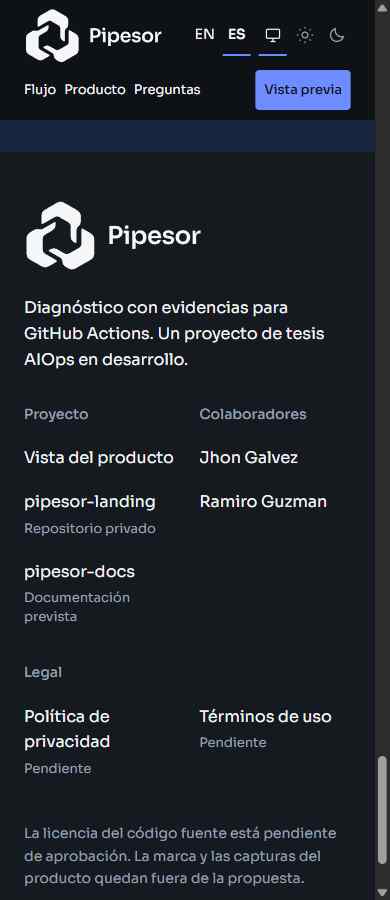 Pipesor
EN ES
Flujo Producto Preguntas
Vista previa
Pipesor
Diagnóstico con evidencias para
GitHub Actions. Un proyecto de tesis
AIOps en desarrollo.
Proyecto
Vista del producto
pipesor-landing
Repositorio privado
pipesor-docs
Documentación
prevista
Colaboradores
Jhon Galvez
Ramiro Guzman
Legal
Política de
privacidad
Pendiente
Términos de uso
Pendiente
La licencia del código fuente está pendiente
de aprobación. La marca y las capturas del
producto quedan fuera de la propuesta.